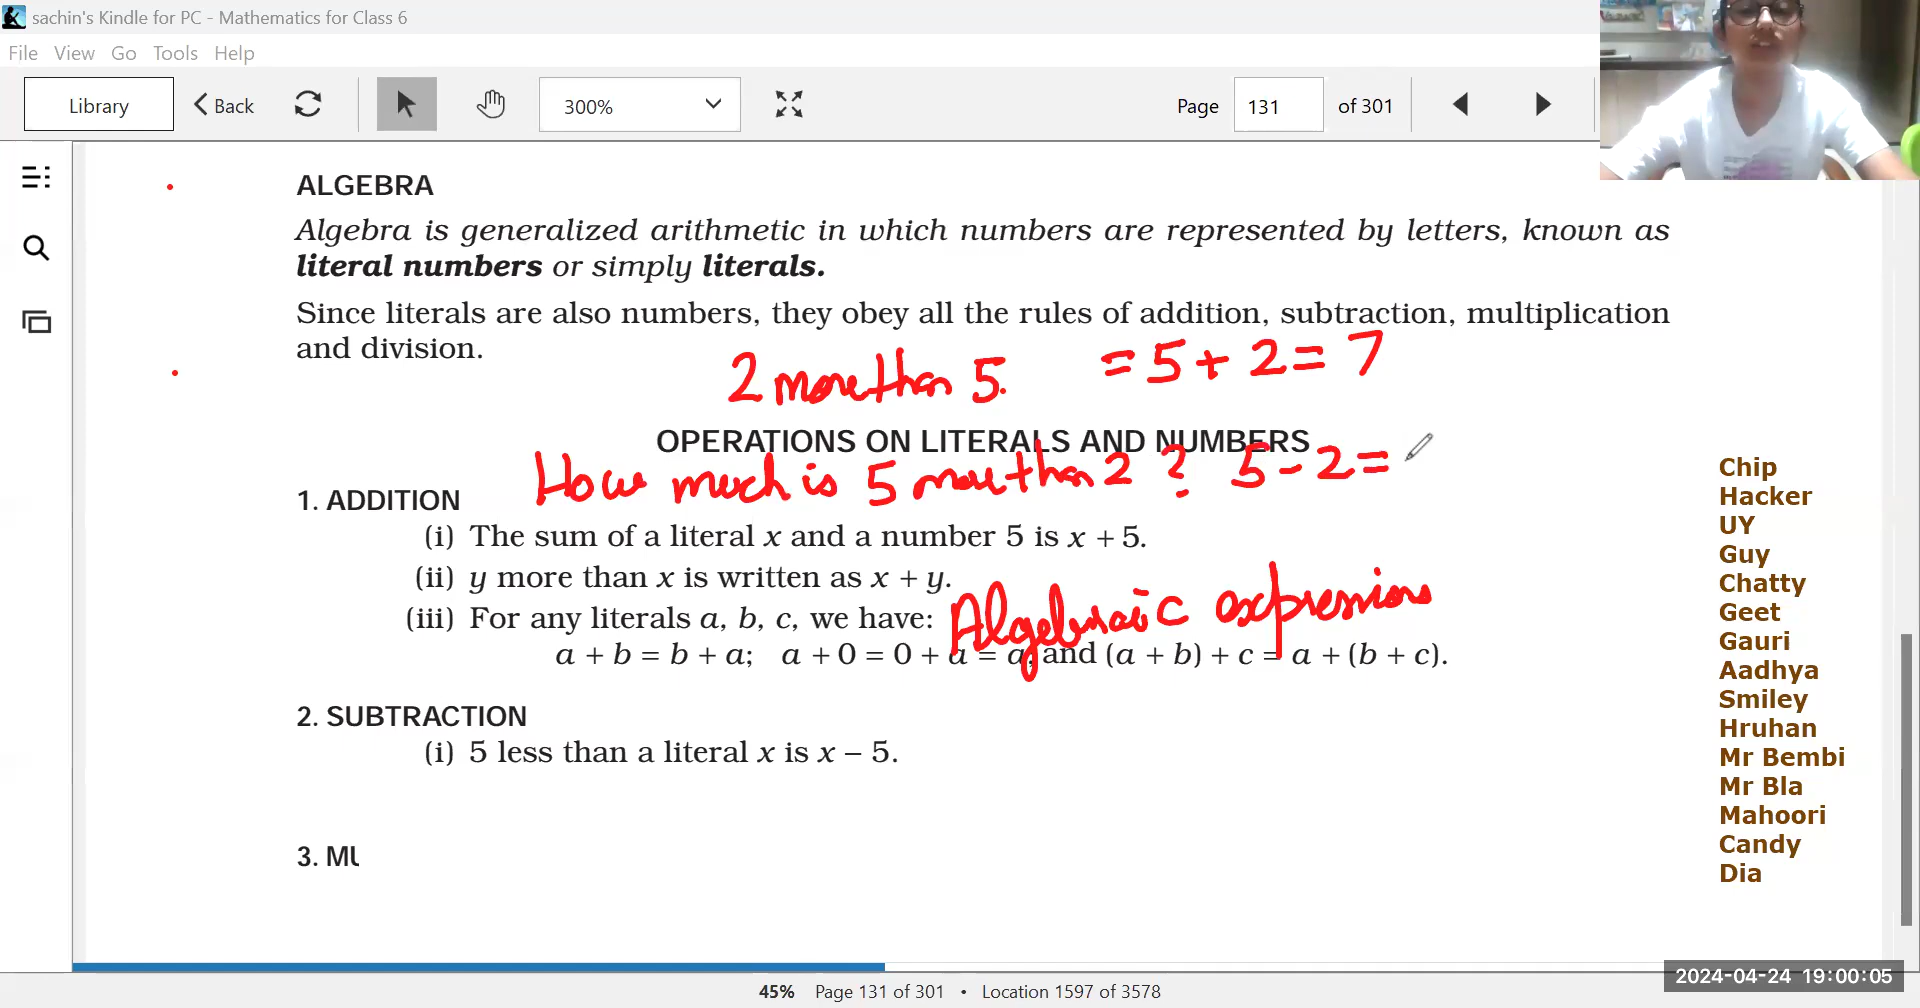 sachin's Kindle for PC - Mathematics for Class 6
File View Go Tools Help
Library Back 300% Page 131 of 301
ALGEBRA
Algebra is generalized arithmetic in which numbers are represented by letters, known as
literal numbers or simply literals.
Since literals are also numbers, they obey all the rules of addition, subtraction, multiplication
and division.
2 more than 5. = 5 + 2 = 7
OPERATIONS ON LITERALS AND NUMBERS
How much is 5 more than 2 ? 5 - 2 =
1. ADDITION
(i) The sum of a literal x and a number 5 is x + 5.
(ii) y more than x is written as x + y.
(iii) For any literals a, b, c, we have:
Algebraic expressions
a + b = b + a; a + 0 = 0 + a = a, and (a + b) + c = a + (b + c).
2. SUBTRACTION
(i) 5 less than a literal x is x – 5.
3. MU
Chip
Hacker
UY
Guy
Chatty
Geet
Gauri
Aadhya
Smiley
Hruhan
Mr Bembi
Mr Bla
Mahoori
Candy
Dia
2024-04-24 19:00:05
45% Page 131 of 301 • Location 1597 of 3578